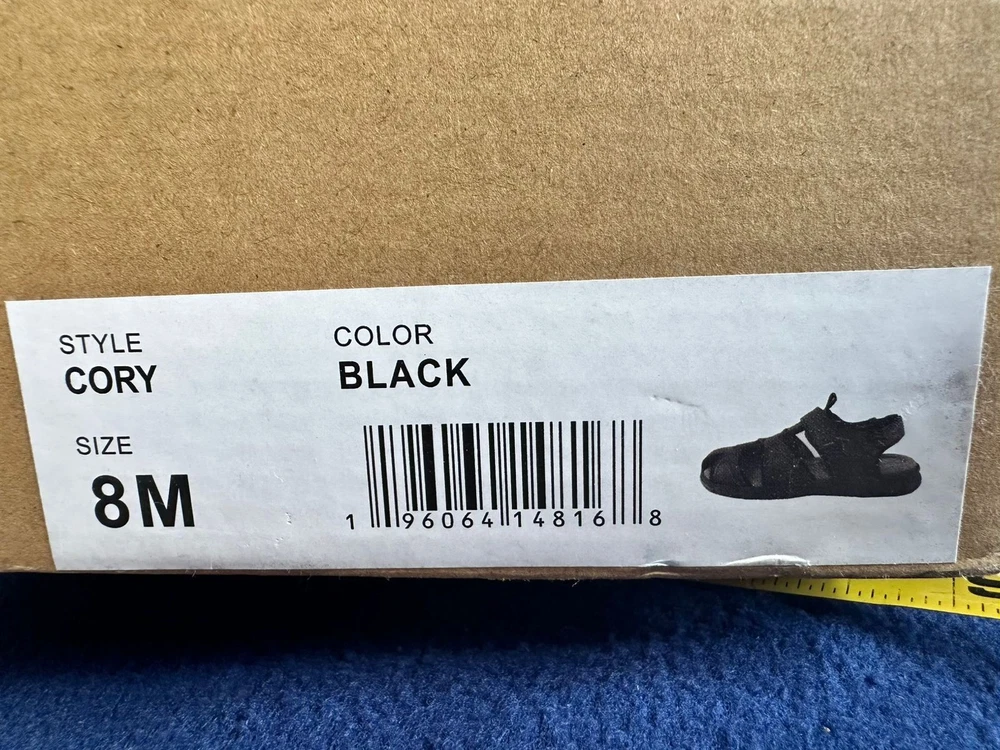 STYLE
CORY
COLOR
BLACK
SIZE
8M
1 96064 14816 8